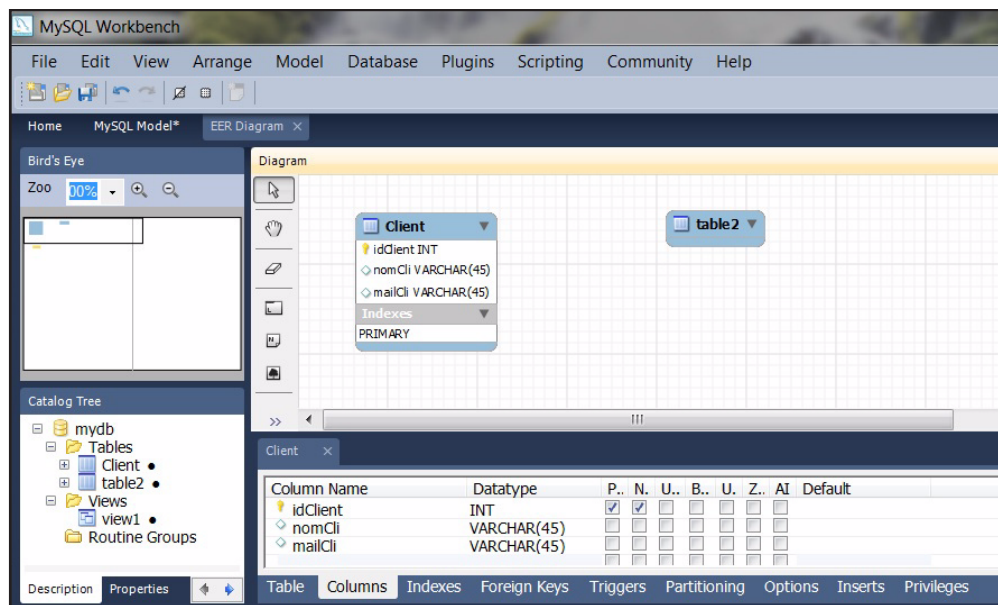 MySQL Workbench
File Edit View Arrange Model Database Plugins Scripting Community Help
Home MySQL Model* EER Diagram ×
Bird's Eye
Zoo 00%
Diagram
Client
idClient INT
nomCli VARCHAR(45)
mailCli VARCHAR(45)
Indexes
PRIMARY
table2
Catalog Tree
mydb
Tables
Client ●
table2 ●
Views
view1 ●
Routine Groups
Description Properties
Client ×
Column Name Datatype P.. N. U.. B.. U. Z.. AI Default
idClient INT
nomCli VARCHAR(45)
mailCli VARCHAR(45)
Table Columns Indexes Foreign Keys Triggers Partitioning Options Inserts Privileges